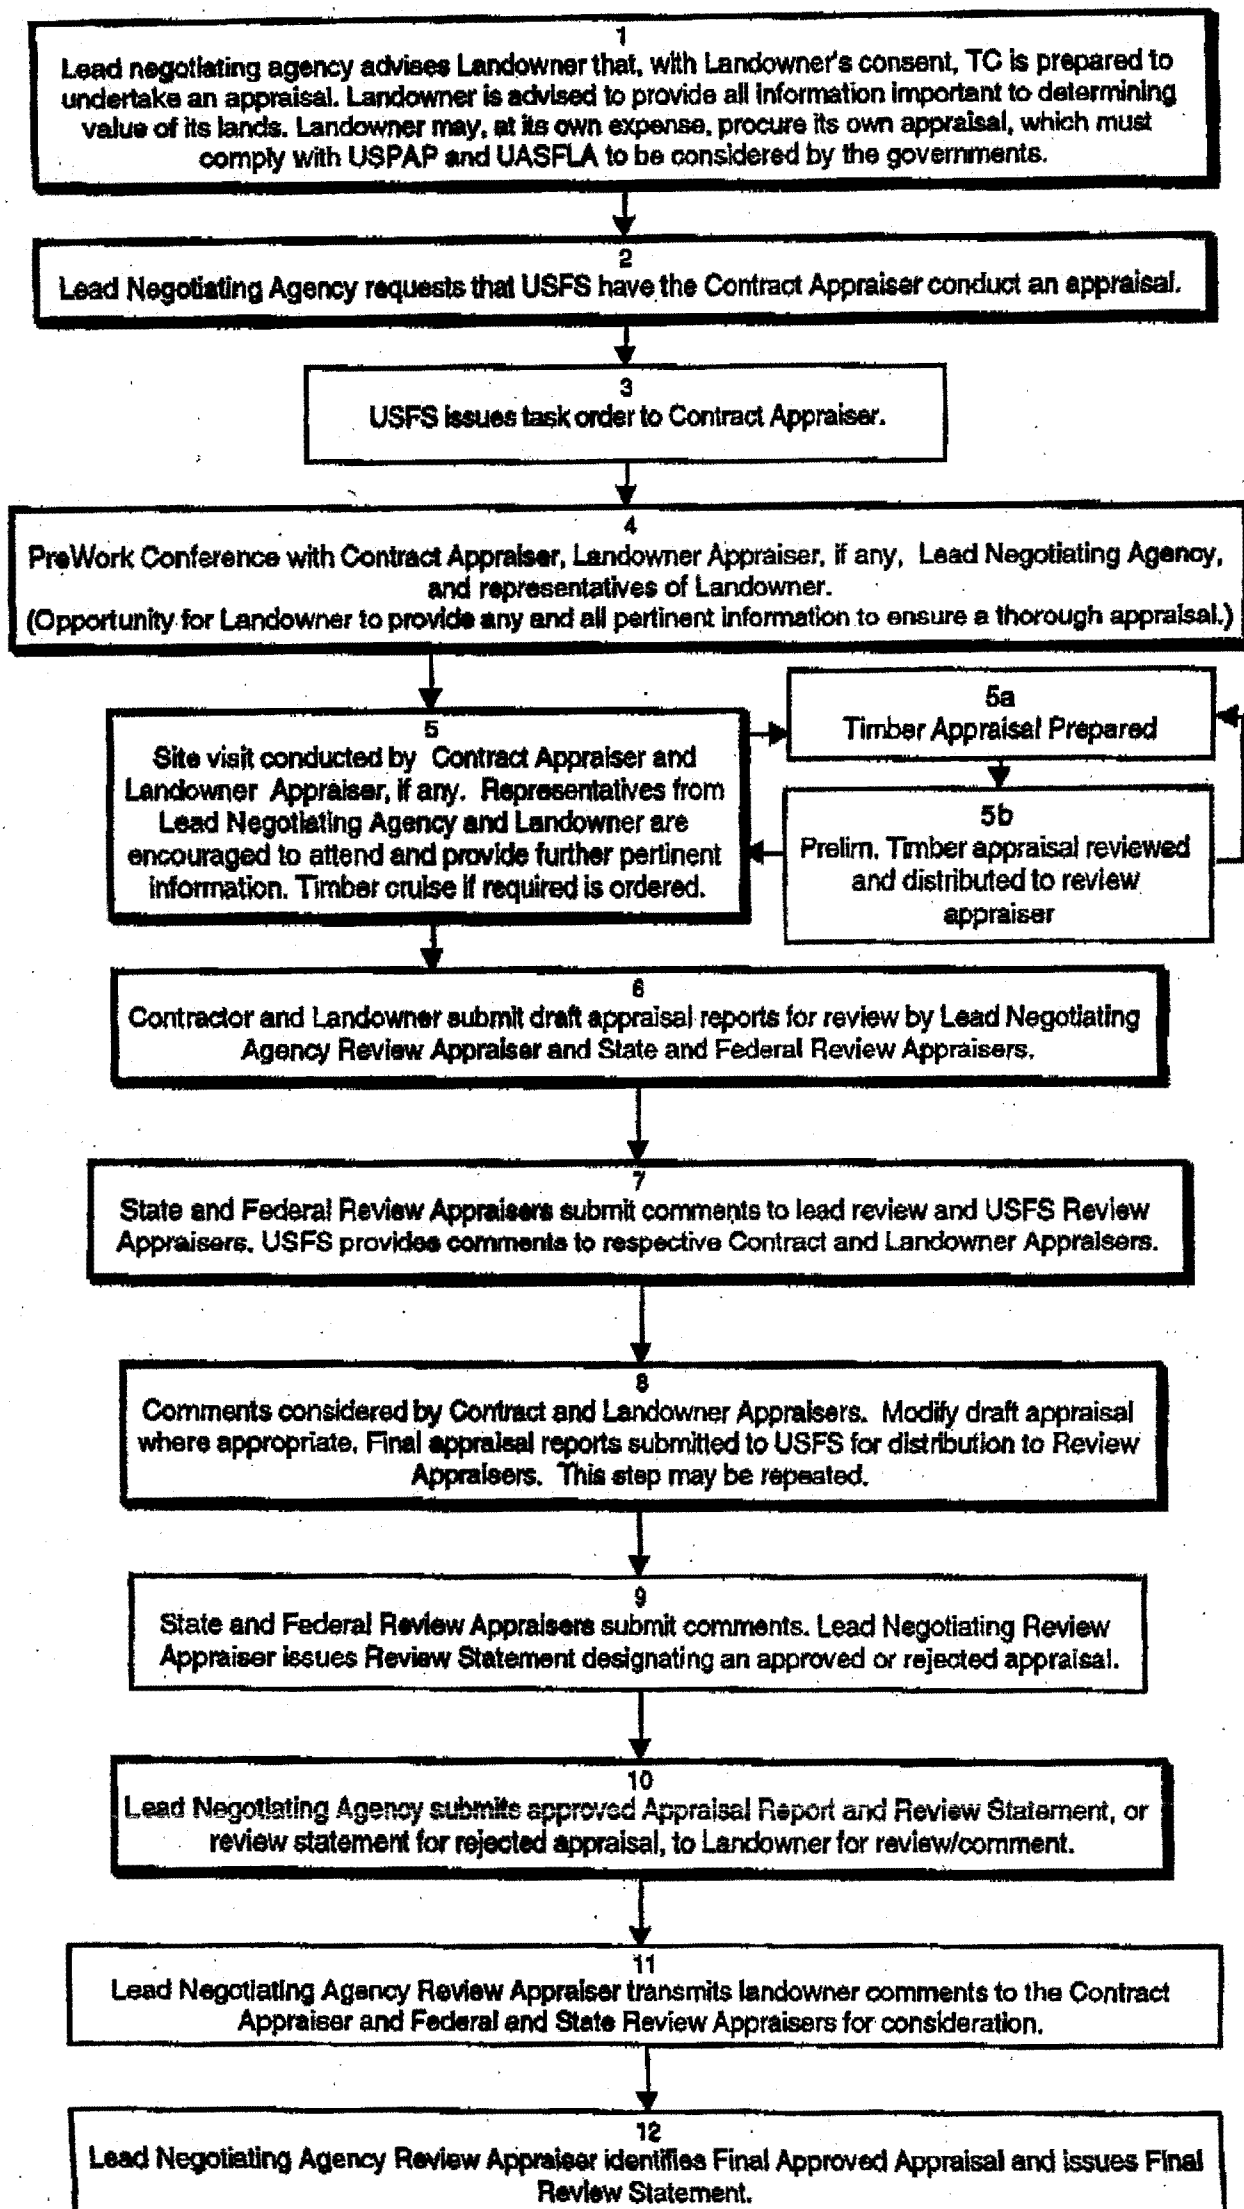 1
Lead negotiating agency advises Landowner that, with Landowner's consent, TC is prepared to
undertake an appraisal. Landowner is advised to provide all information important to determining
value of its lands. Landowner may, at its own expense, procure its own appraisal, which must
comply with USPAP and UASFLA to be considered by the governments.
2
Lead Negotiating Agency requests that USFS have the Contract Appraiser conduct an appraisal.
3
USFS issues task order to Contract Appraiser.
4
PreWork Conference with Contract Appraiser, Landowner Appraiser, if any, Lead Negotiating Agency,
and representatives of Landowner.
(Opportunity for Landowner to provide any and all pertinent information to ensure a thorough appraisal.)
5
Site visit conducted by Contract Appraiser and
Landowner Appraiser, if any. Representatives from
Lead Negotiating Agency and Landowner are
encouraged to attend and provide further pertinent
information. Timber cruise if required is ordered.
5a
Timber Appraisal Prepared
5b
Prelim. Timber appraisal reviewed
and distributed to review
appraiser
6
Contractor and Landowner submit draft appraisal reports for review by Lead Negotiating
Agency Review Appraiser and State and Federal Review Appraisers.
7
State and Federal Review Appraisers submit comments to lead review and USFS Review
Appraisers. USFS provides comments to respective Contract and Landowner Appraisers.
8
Comments considered by Contract and Landowner Appraisers. Modify draft appraisal
where appropriate. Final appraisal reports submitted to USFS for distribution to Review
Appraisers. This step may be repeated.
9
State and Federal Review Appraisers submit comments. Lead Negotiating Review
Appraiser issues Review Statement designating an approved or rejected appraisal.
10
Lead Negotiating Agency submits approved Appraisal Report and Review Statement, or
review statement for rejected appraisal, to Landowner for review/comment.
11
Lead Negotiating Agency Review Appraiser transmits landowner comments to the Contract
Appraiser and Federal and State Review Appraisers for consideration.
12
Lead Negotiating Agency Review Appraiser identifies Final Approved Appraisal and issues Final
Review Statement.